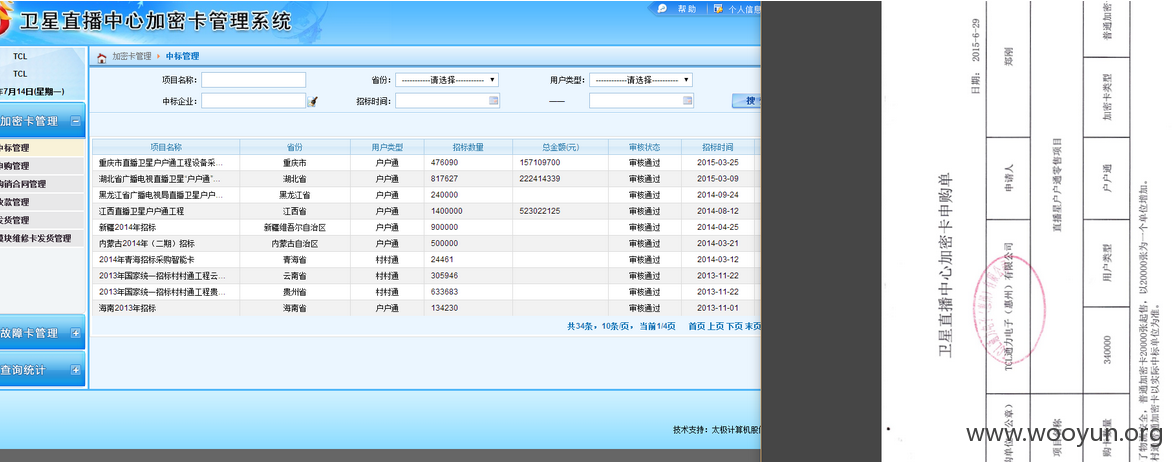 卫星直播中心加密卡管理系统
帮助 个人信息
TCL
TCL
年7月14日(星期一)
加密卡管理
中标管理
申购管理
购销合同管理
收款管理
发货管理
模块维修卡发货管理
故障卡管理
查询统计
加密卡管理 中标管理
项目名称: 省份: -----------请选择----------- 用户类型: -----------请选择-----------
中标企业: 招标时间: —— 搜
项目名称 省份 用户类型 招标数量 总金额(元) 审核状态 招标时间
重庆市直播卫星户户通工程设备采... 重庆市 户户通 476090 157109700 审核通过 2015-03-25
湖北省广播电视直播卫星“户户通”... 湖北省 户户通 817627 222414339 审核通过 2015-03-09
黑龙江省广播电视局直播卫星户户... 黑龙江省 户户通 240000 审核通过 2014-09-24
江西直播卫星户户通工程 江西省 户户通 1400000 523022125 审核通过 2014-08-12
新疆2014年招标 新疆维吾尔自治区 户户通 900000 审核通过 2014-04-25
内蒙古2014年（二期）招标 内蒙古自治区 户户通 500000 审核通过 2014-03-21
2014年青海招标采购智能卡 青海省 村村通 24461 审核通过 2014-03-12
2013年国家统一招标村村通工程云... 云南省 村村通 305946 审核通过 2013-11-22
2013年国家统一招标村村通工程贵... 贵州省 村村通 633683 审核通过 2013-11-22
海南2013年招标 海南省 户户通 134230 审核通过 2013-11-01
共34条，10条/页，当前1/4页 首页 上页 下页 末页
技术支持：太极计算机股份
卫星直播中心加密卡申购单
日期: 2015-6-29
购单位（公章） TCL通力电子（惠州）有限公司 申请人 郑刚
项目名称 直播星户户通零售项目
购卡数量 340000 用户类型 户户通 加密卡类型 普通加密
了物流安全，普通加密卡20000张起售，以20000张为一个单位增加。
村通普通加密卡以实际中标单位为准。
www.wooyun.org